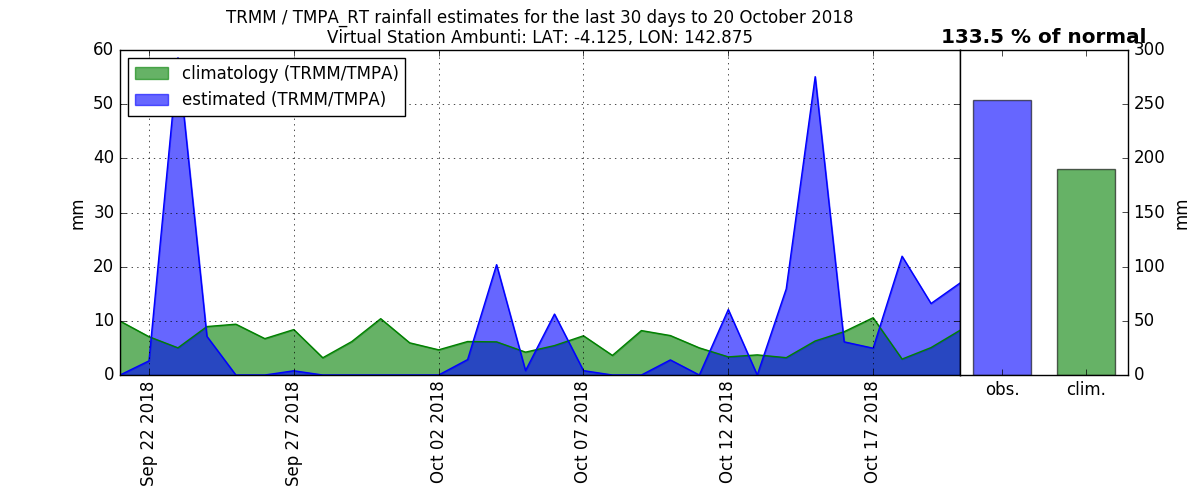 TRMM / TMPA_RT rainfall estimates for the last 30 days to 20 October 2018
Virtual Station Ambunti: LAT: -4.125, LON: 142.875
133.5 % of normal
climatology (TRMM/TMPA)
estimated (TRMM/TMPA)
60
50
40
30
20
10
0
mm
Sep 22 2018
Sep 27 2018
Oct 02 2018
Oct 07 2018
Oct 12 2018
Oct 17 2018
300
250
200
150
100
50
0
mm
obs.
clim.